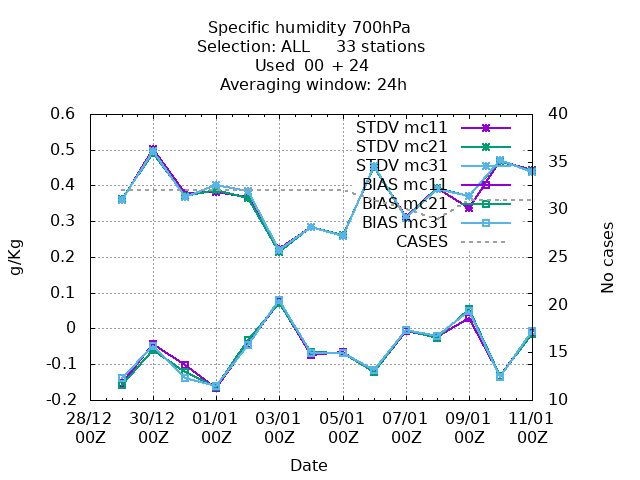 Specific humidity 700hPa
Selection: ALL 33 stations
Used 00 + 24
Averaging window: 24h
0.6
0.5
0.4
0.3
0.2
0.1
0
-0.1
-0.2
g/Kg
40
35
30
25
20
15
10
No cases
STDV mc11
STDV mc21
STDV mc31
BIAS mc11
BIAS mc21
BIAS mc31
CASES
28/12 30/12 01/01 03/01 05/01 07/01 09/01 11/01
00Z 00Z 00Z 00Z 00Z 00Z 00Z 00Z
Date